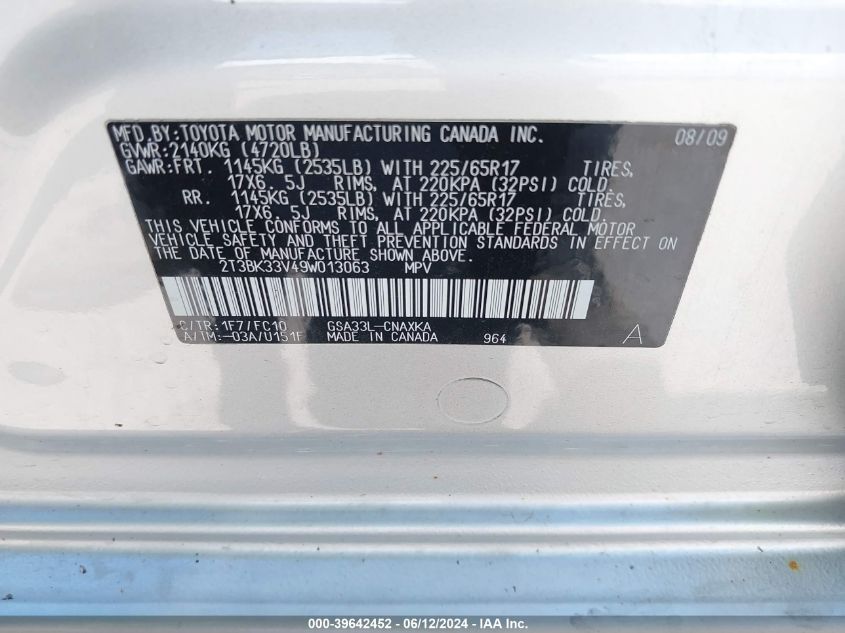 MFD.BY:TOYOTA MOTOR MANUFACTURING CANADA INC. 08/09
GVWR:2140KG (4720LB)
GAWR:FRT. 1145KG (2535LB) WITH 225/65R17 TIRES,
17X6.5J RIMS, AT 220KPA (32PSI) COLD.
RR. 1145KG (2535LB) WITH 225/65R17 TIRES,
17X6.5J RIMS, AT 220KPA (32PSI) COLD.
THIS VEHICLE CONFORMS TO ALL APPLICABLE FEDERAL MOTOR
VEHICLE SAFETY AND THEFT PREVENTION STANDARDS IN EFFECT ON
THE DATE OF MANUFACTURE SHOWN ABOVE.
2T3BK33V49W013063 MPV
C/TR:1F7/FC10 GSA33L-CNAXKA
A/TM:-03A/U151F MADE IN CANADA 964 A
000-39642452 - 06/12/2024 - IAA Inc.